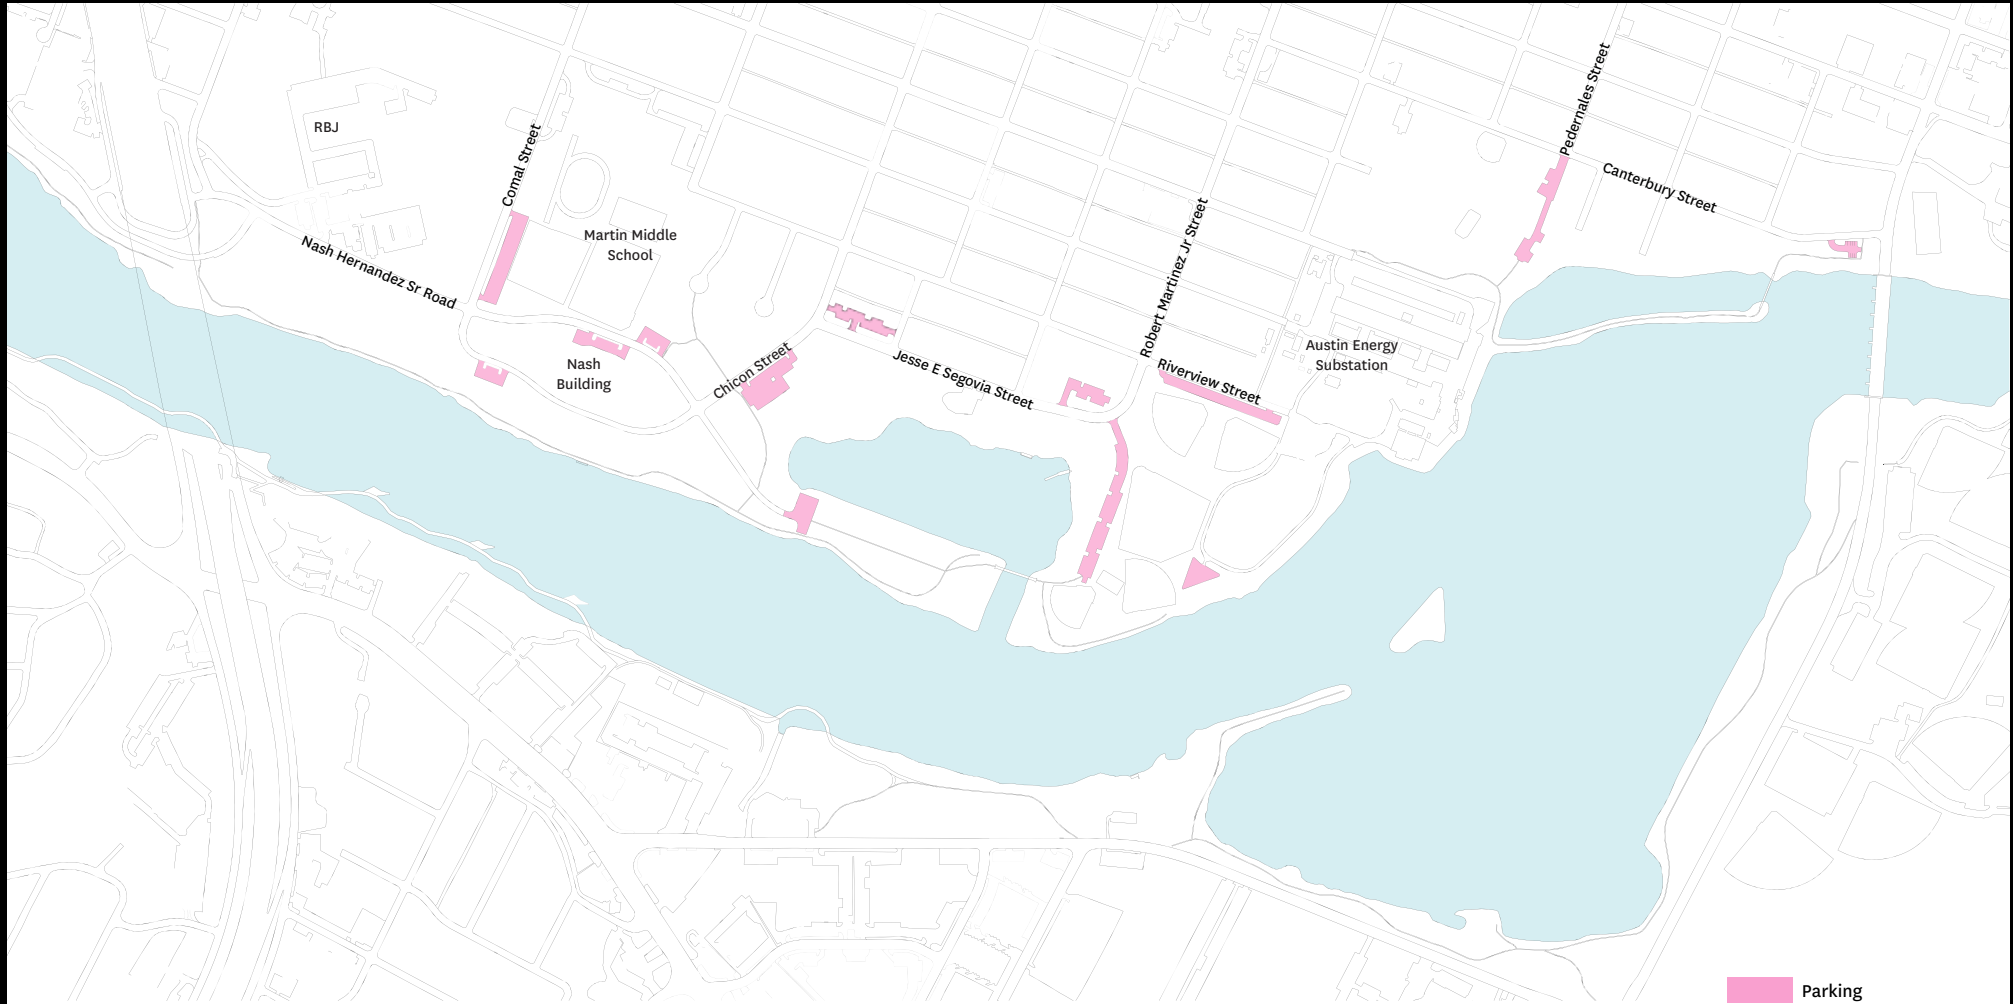 Pedernales Street
RBJ
Comal Street
Canterbury Street
Martin Middle
School
Nash Hernandez Sr Road
Robert Martinez Jr Street
Austin Energy
Substation
Nash
Building
Chicon Street
Jesse E Segovia Street
Riverview Street
Parking